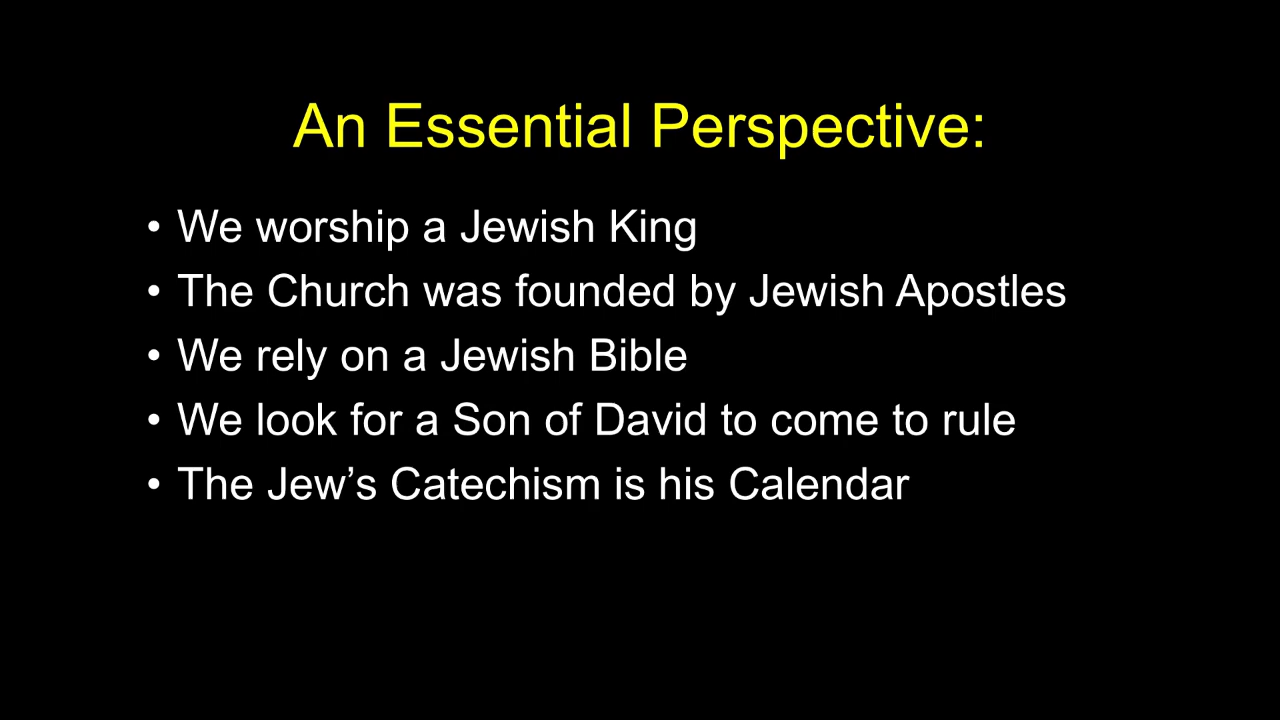 An Essential Perspective:
• We worship a Jewish King
• The Church was founded by Jewish Apostles
• We rely on a Jewish Bible
• We look for a Son of David to come to rule
• The Jew’s Catechism is his Calendar